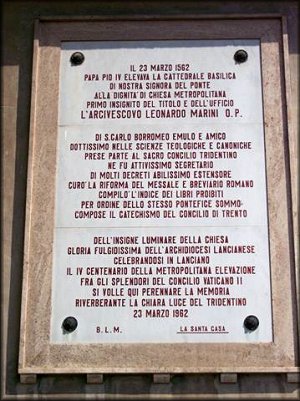 IL 23 MARZO 1562
PAPA PIO IV ELEVAVA LA CATTEDRALE BASILICA
DI NOSTRA SIGNORA DEL PONTE
ALLA DIGNITA' DI CHIESA METROPOLITANA
PRIMO INSIGNITO DEL TITOLO E DELL'UFFICIO
L'ARCIVESCOVO LEONARDO MARINI O.P.
DI S.CARLO BORROMEO EMULO E AMICO
DOTTISSIMO NELLE SCIENZE TEOLOGICHE E CANONICHE
PRESE PARTE AL SACRO CONCILIO TRIDENTINO
NE FU ATTIVISSIMO SEGRETARIO
DI MOLTI DECRETI ABILISSIMO ESTENSORE
CURO' LA RIFORMA DEL MESSALE E BREVIARIO ROMANO
COMPILO' L'INDICE DEI LIBRI PROIBITI
PER ORDINE DELLO STESSO PONTEFICE SOMMO-
COMPOSE IL CATECHISMO DEL CONCILIO DI TRENTO
DELL'INSIGNE LUMINARE DELLA CHIESA
GLORIA FULGIDISSIMA DELL'ARCHIDIOCESI LANCIANESE
CELEBRANDOSI IN LANCIANO
IL IV CENTENARIO DELLA METROPOLITANA ELEVAZIONE
FRA GLI SPLENDORI DEL CONCILIO VATICANO II
SI VOLLE QUI PERENNARE LA MEMORIA
RIVERBERANTE LA CHIARA LUCE DEL TRIDENTINO
23 MARZO 1962
B.L.M. LA SANTA CASA